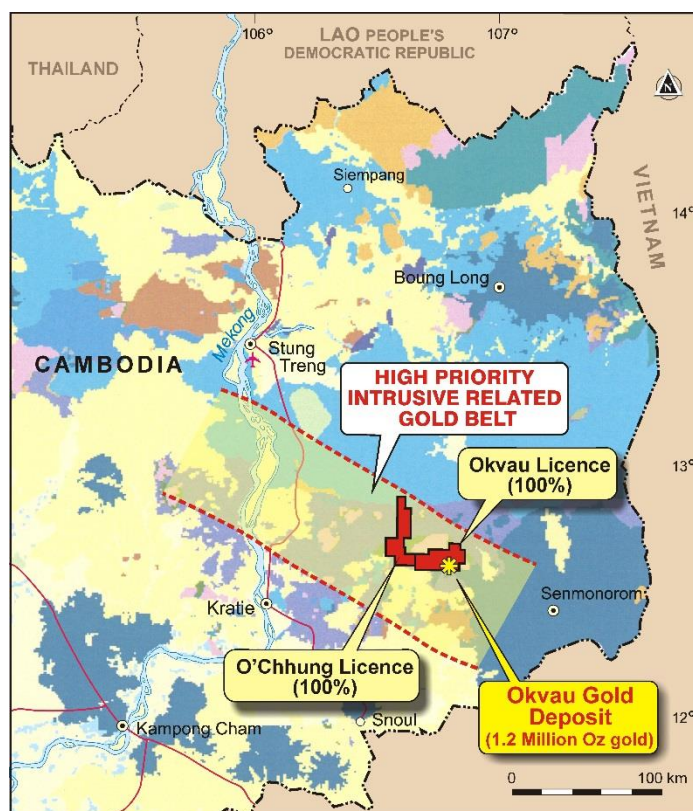 106°
107°
LAO PEOPLE'S
DEMOCRATIC REPUBLIC
THAILAND
N
VIETNAM
Siempang
14°
Boung Long
Mekong
Stung
Treng
CAMBODIA
HIGH PRIORITY
INTRUSIVE RELATED
GOLD BELT
13°
Okvau Licence
(100%)
Senmonorom
Kratie
O'Chhung Licence
(100%)
Okvau Gold
Deposit
(1.2 Million Oz gold)
12°
Snoul
Kampong Cham
0
100 km